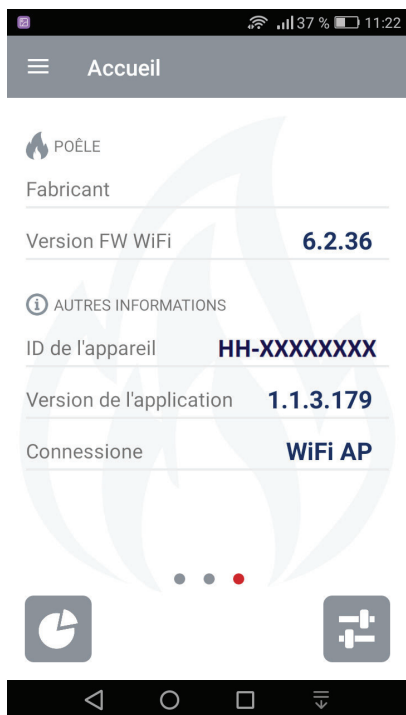 37 % 11:22
Accueil
POÊLE
Fabricant
Version FW WiFi 6.2.36
AUTRES INFORMATIONS
ID de l'appareil HH-XXXXXXXX
Version de l'application 1.1.3.179
Connessione WiFi AP